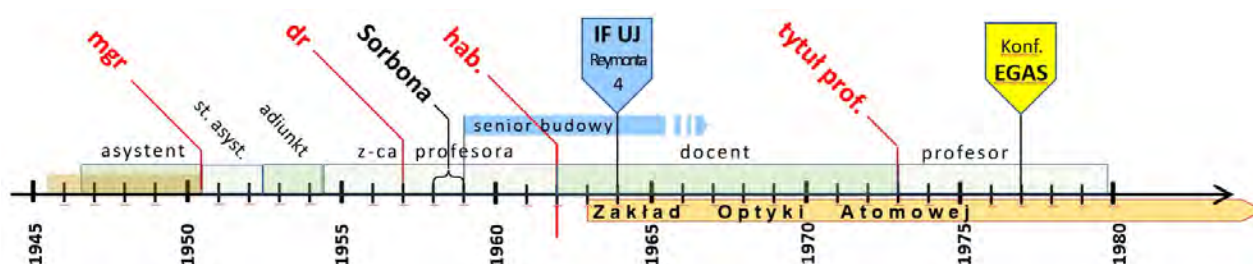 mgr
dr
Sorbona
hab.
IF UJ
Reymonta
4
tytuł prof.
Konf.
EGAS
st. asyst.
adiunkt
senior budowy
asystent
z-ca profesora
docent
profesor
Zakład Optyki Atomowej
1945
1950
1955
1960
1965
1970
1975
1980